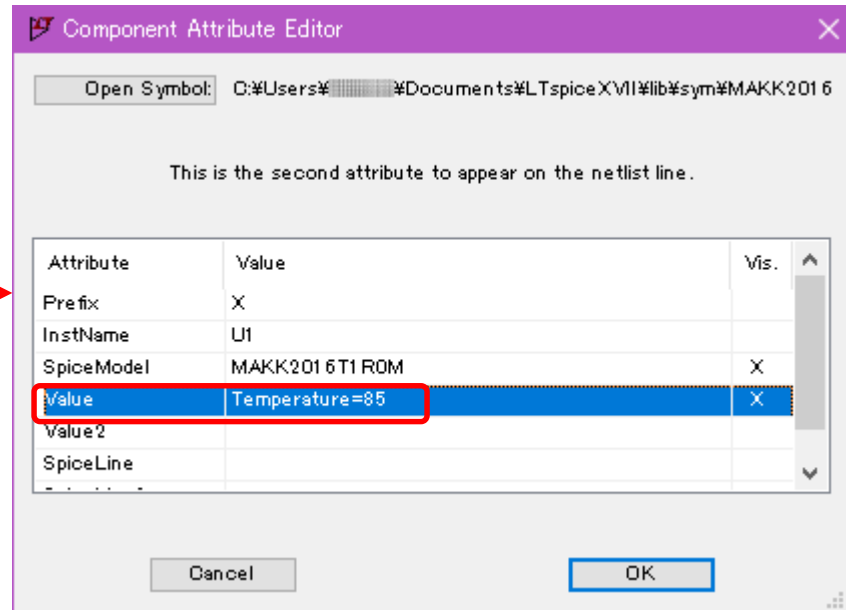 Component Attribute Editor
Open Symbol: C:¥Users¥ ¥Documents¥LTspiceXVII¥lib¥sym¥MAKK2016
This is the second attribute to appear on the netlist line.
Attribute Value Vis.
Prefix X
InstName U1
SpiceModel MAKK2016T1R0M X
Value Temperature=85 X
Value2
SpiceLine
Cancel OK